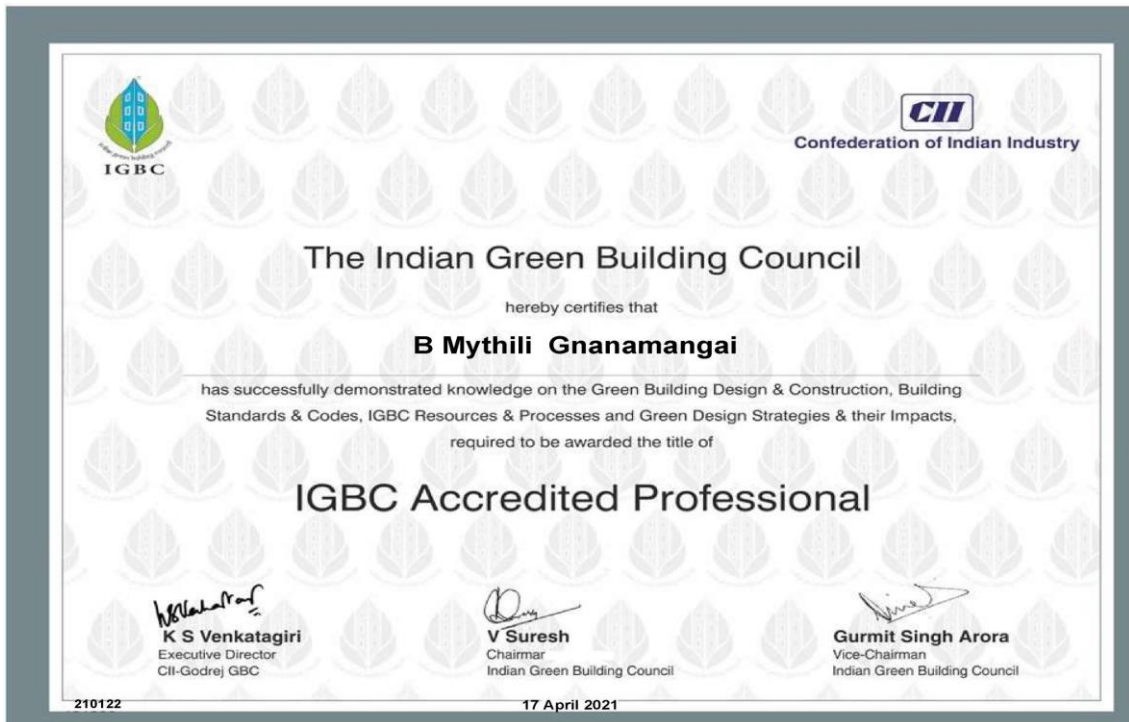 IGBC
CII
Confederation of Indian Industry
The Indian Green Building Council
hereby certifies that
B Mythili Gnanamangai
has successfully demonstrated knowledge on the Green Building Design & Construction, Building
Standards & Codes, IGBC Resources & Processes and Green Design Strategies & their Impacts,
required to be awarded the title of
IGBC Accredited Professional
K S Venkatagiri
Executive Director
CII-Godrej GBC
V Suresh
Chairmar
Indian Green Building Council
Gurmit Singh Arora
Vice-Chairman
Indian Green Building Council
210122
17 April 2021